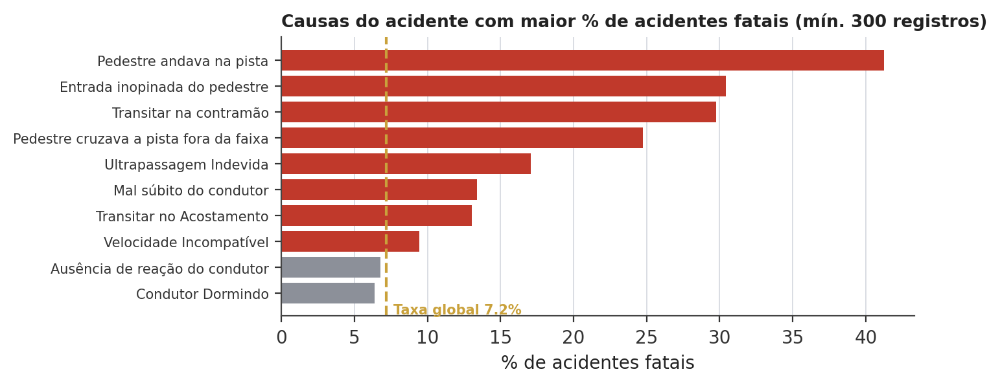 Causas do acidente com maior % de acidentes fatais (mín. 300 registros)
Pedestre andava na pista
Entrada inopinada do pedestre
Transitar na contramão
Pedestre cruzava a pista fora da faixa
Ultrapassagem Indevida
Mal súbito do condutor
Transitar no Acostamento
Velocidade Incompatível
Ausência de reação do condutor
Condutor Dormindo
Taxa global 7.2%
0 5 10 15 20 25 30 35 40
% de acidentes fatais